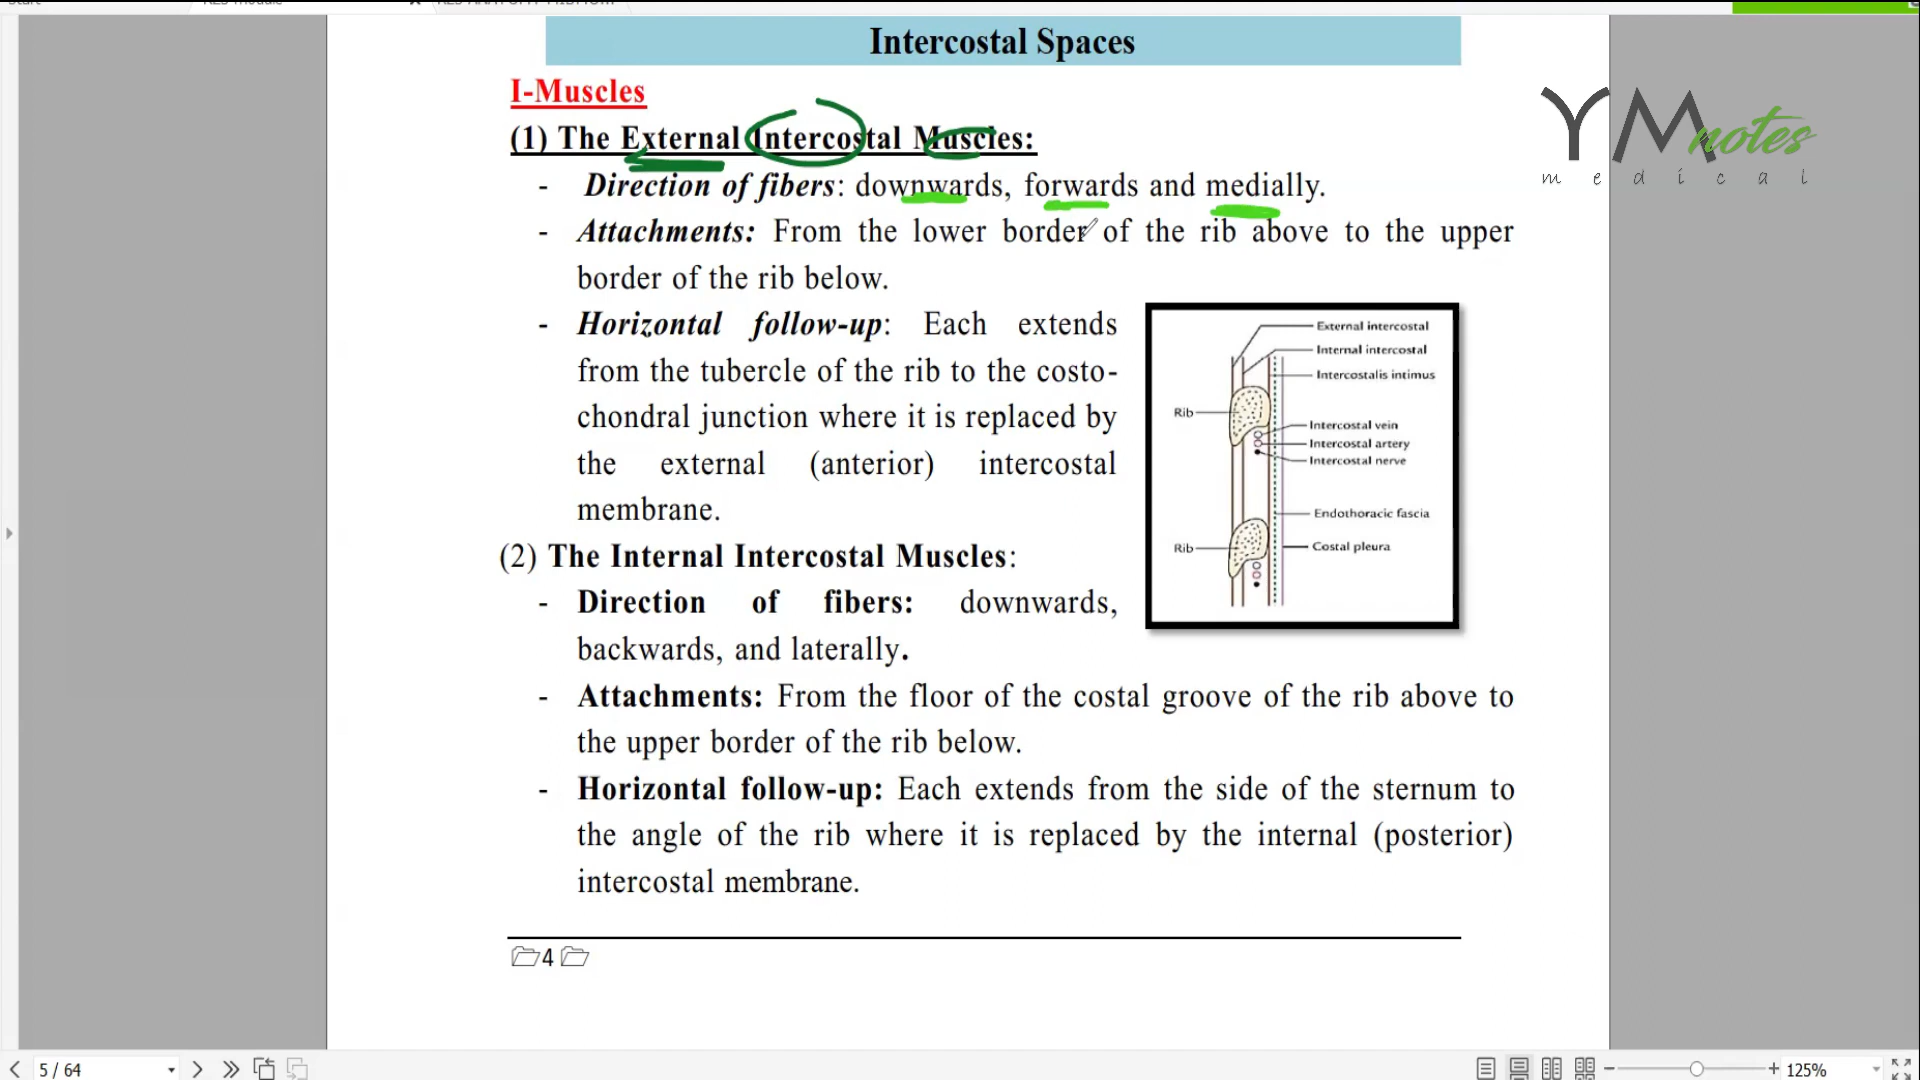 Intercostal Spaces
I-Muscles
(1) The External Intercostal Muscles:
- Direction of fibers: downwards, forwards and medially.
- Attachments: From the lower border of the rib above to the upper
border of the rib below.
- Horizontal follow-up: Each extends
from the tubercle of the rib to the costo-
chondral junction where it is replaced by
the external (anterior) intercostal
membrane.
External intercostal
Internal intercostal
Intercostalis intimus
Rib
Intercostal vein
Intercostal artery
Intercostal nerve
Endothoracic fascia
Rib
Costal pleura
(2) The Internal Intercostal Muscles:
- Direction of fibers: downwards,
backwards, and laterally.
- Attachments: From the floor of the costal groove of the rib above to
the upper border of the rib below.
- Horizontal follow-up: Each extends from the side of the sternum to
the angle of the rib where it is replaced by the internal (posterior)
intercostal membrane.
4
YM notes
medical
5 / 64
125%